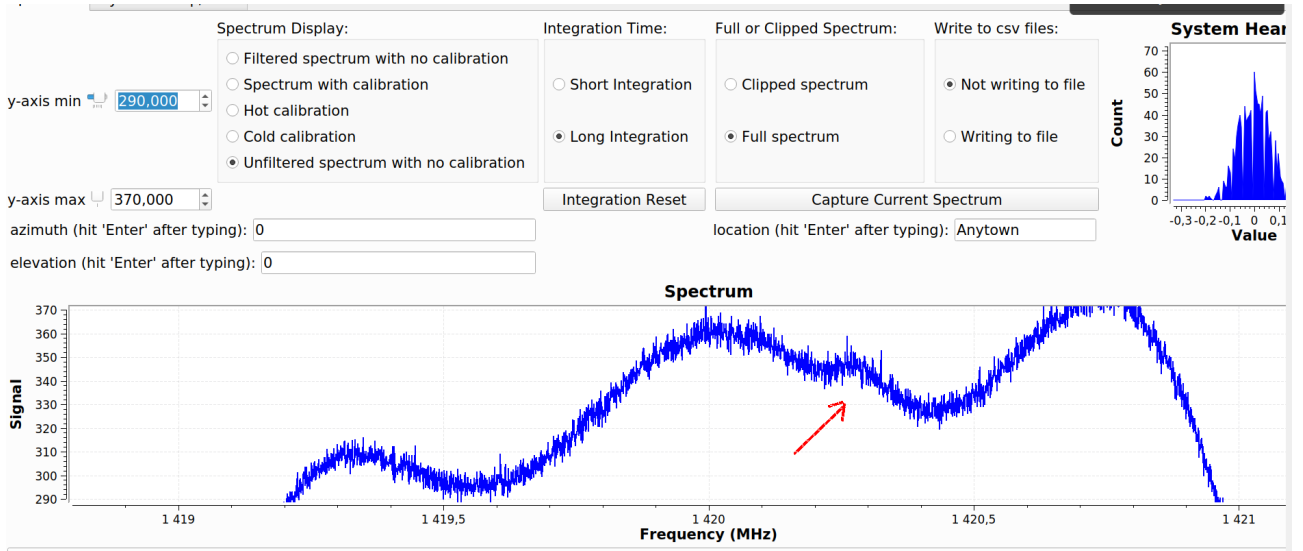 Spectrum Display:
Integration Time:
Full or Clipped Spectrum:
Write to csv files:
System Hear
Filtered spectrum with no calibration
Spectrum with calibration
Hot calibration
Cold calibration
Unfiltered spectrum with no calibration
Short Integration
Long Integration
Clipped spectrum
Full spectrum
Not writing to file
Writing to file
y-axis min
290,000
y-axis max
370,000
Integration Reset
Capture Current Spectrum
azimuth (hit 'Enter' after typing):
0
location (hit 'Enter' after typing):
Anytown
elevation (hit 'Enter' after typing):
0
Count
70
60
50
40
30
20
10
0
-0,3 -0,2 -0,1 0 0,1
Value
Spectrum
Signal
370
360
350
340
330
320
310
300
290
1 419 1 419,5 1 420 1 420,5 1 421
Frequency (MHz)